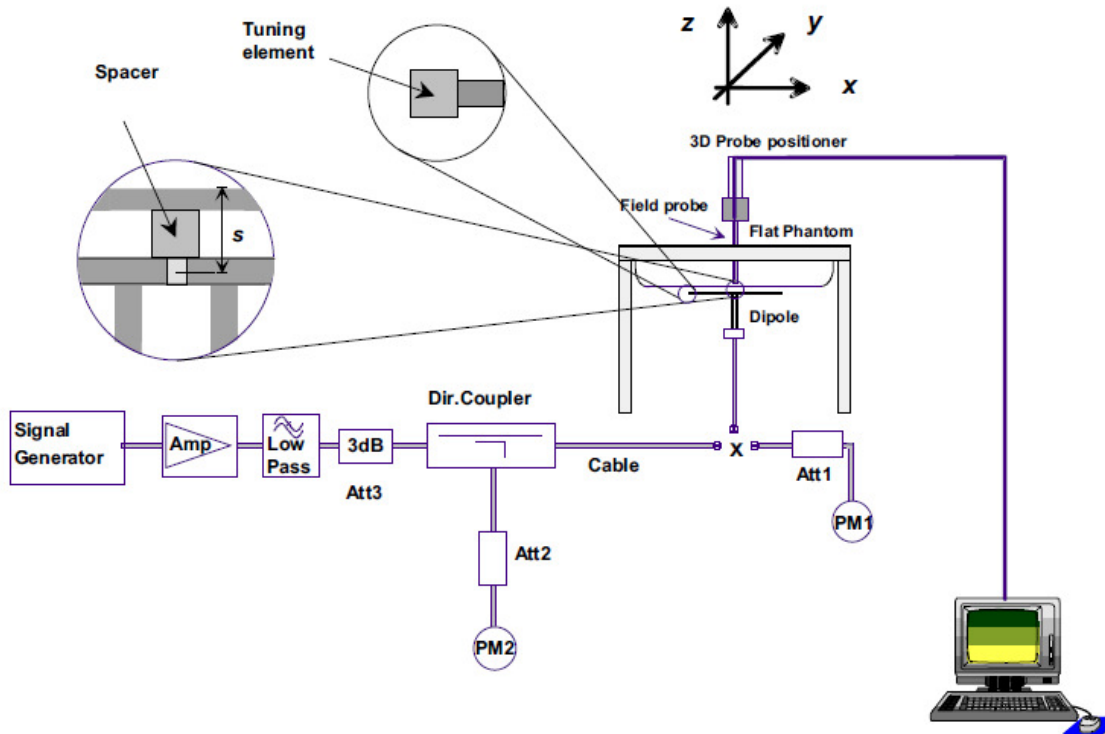 Tuning
element
Spacer
z
y
x
3D Probe positioner
Field probe
Flat Phantom
s
Dipole
Dir.Coupler
Signal
Generator
Amp
Low
Pass
3dB
Att3
Cable
X
Att1
PM1
Att2
PM2